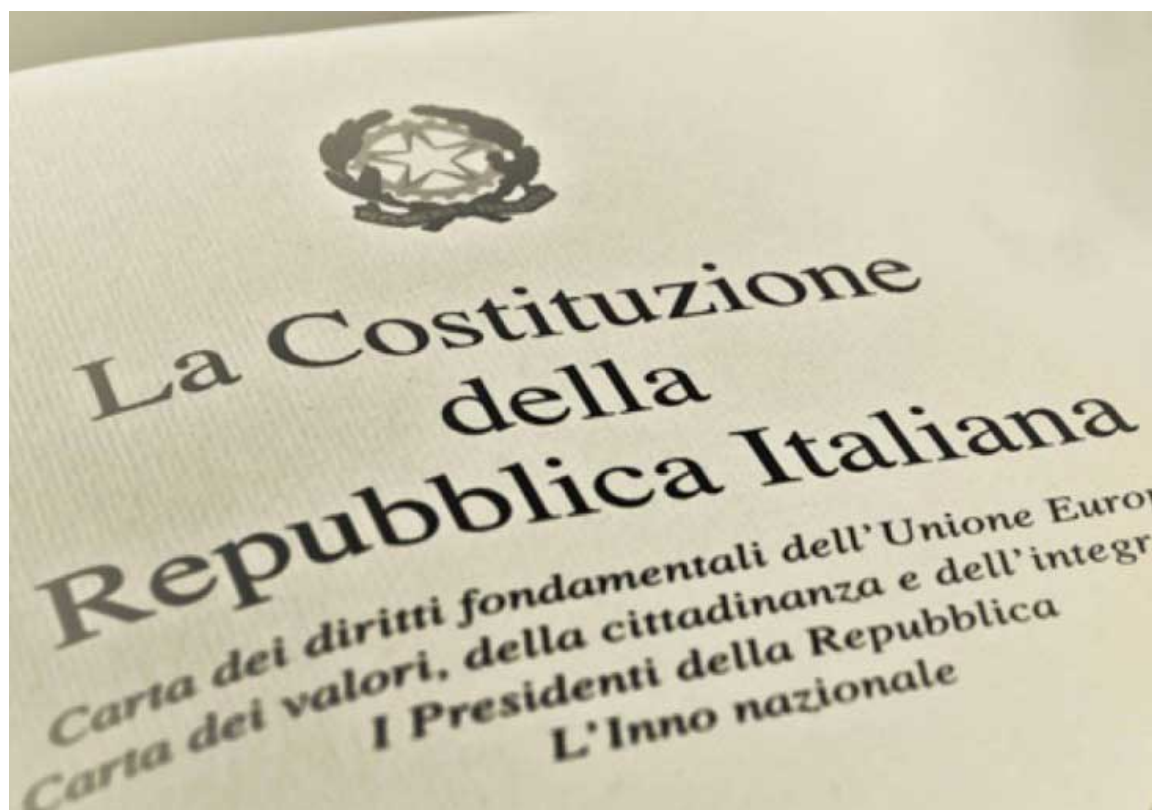 La Costituzione
della
Repubblica Italiana
Carta dei diritti fondamentali dell'Unione
Carta dei valori, della cittadinanza e
I Presidenti della Repubblica
L'Inno nazionale